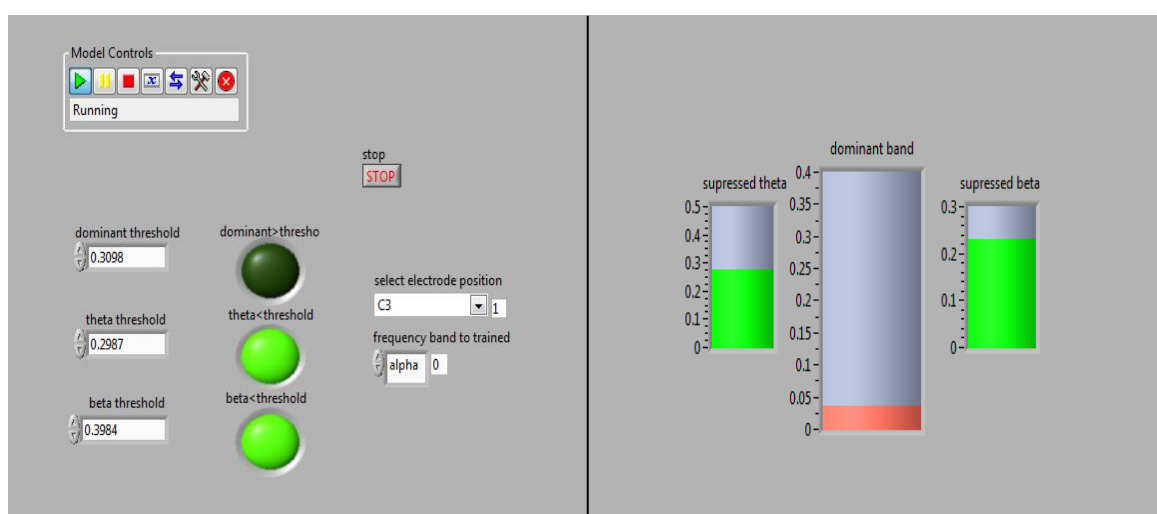 Model Controls
x
Running
stop
STOP
dominant threshold
0.3098
dominant>thresho
theta threshold
0.2987
theta<threshold
beta threshold
0.3984
beta<threshold
select electrode position
C3
1
frequency band to trained
alpha
0
supressed theta
0.5
0.4
0.3
0.2
0.1
0
dominant band
0.4
0.35
0.3
0.25
0.2
0.15
0.1
0.05
0
supressed beta
0.3
0.2
0.1
0